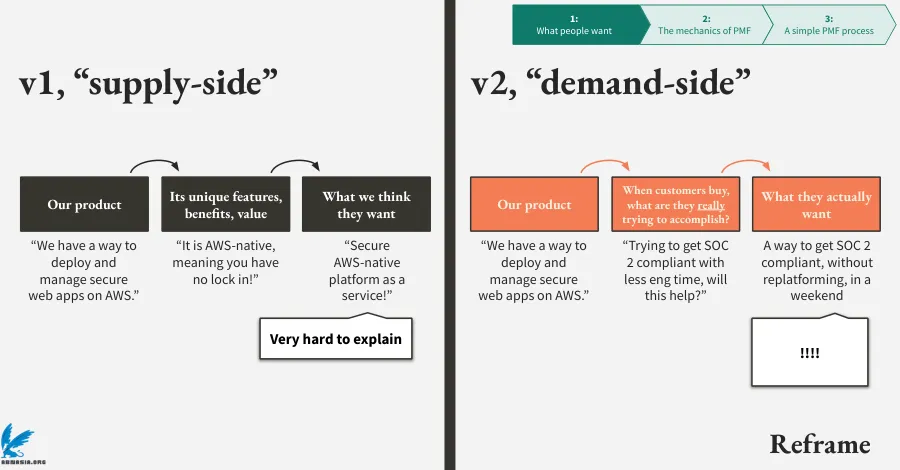 1:
What people want
2:
The mechanics of PMF
3:
A simple PMF process
v1, “supply-side”
Our product
Its unique features,
benefits, value
What we think
they want
“We have a way to
deploy and
manage secure
web apps on AWS.”
“It is AWS-native,
meaning you have
no lock in!”
“Secure
AWS-native
platform as a
service!”
Very hard to explain
v2, “demand-side”
Our product
When customers buy,
what are they really
trying to accomplish?
What they actually
want
“We have a way to
deploy and
manage secure
web apps on AWS.”
“Trying to get SOC
2 compliant with
less eng time, will
this help?”
A way to get SOC 2
compliant, without
replatforming, in a
weekend
!!!!
Reframe